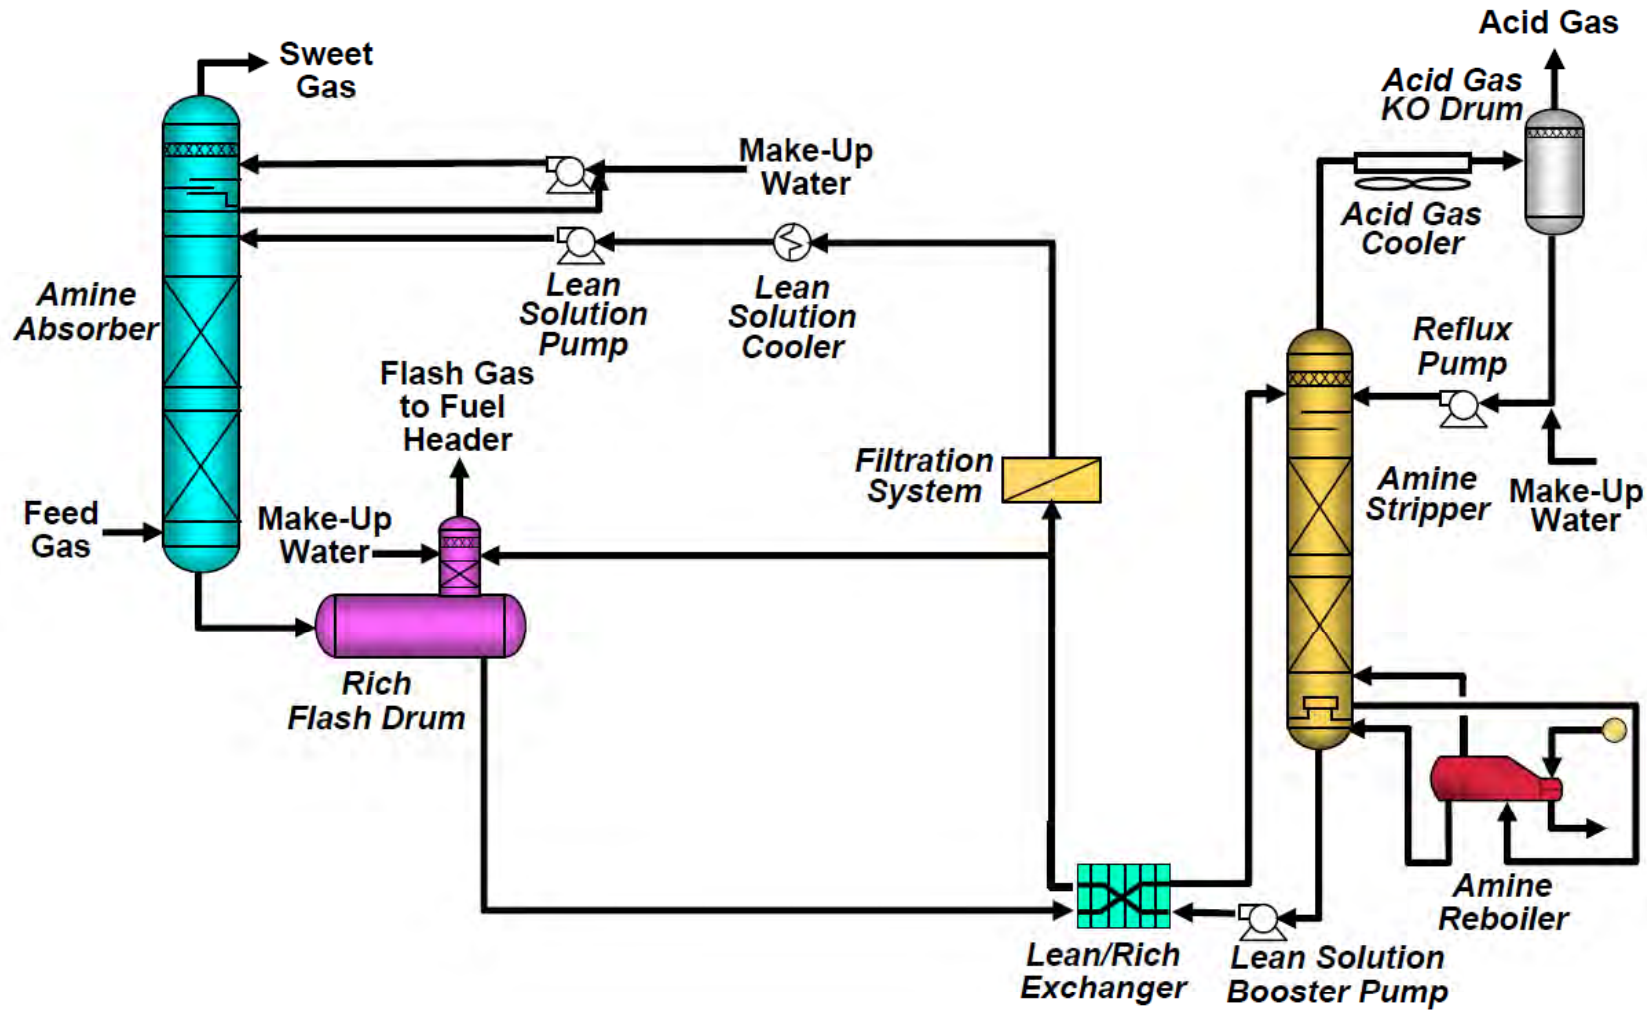 Acid Gas
Sweet
Gas
Acid Gas
KO Drum
Make-Up
Water
Acid Gas
Cooler
Amine
Absorber
Lean
Solution
Pump
Lean
Solution
Cooler
Reflux
Pump
Flash Gas
to Fuel
Header
Filtration
System
Amine
Stripper
Make-Up
Water
Feed
Gas
Make-Up
Water
Rich
Flash Drum
Amine
Reboiler
Lean/Rich
Exchanger
Lean Solution
Booster Pump